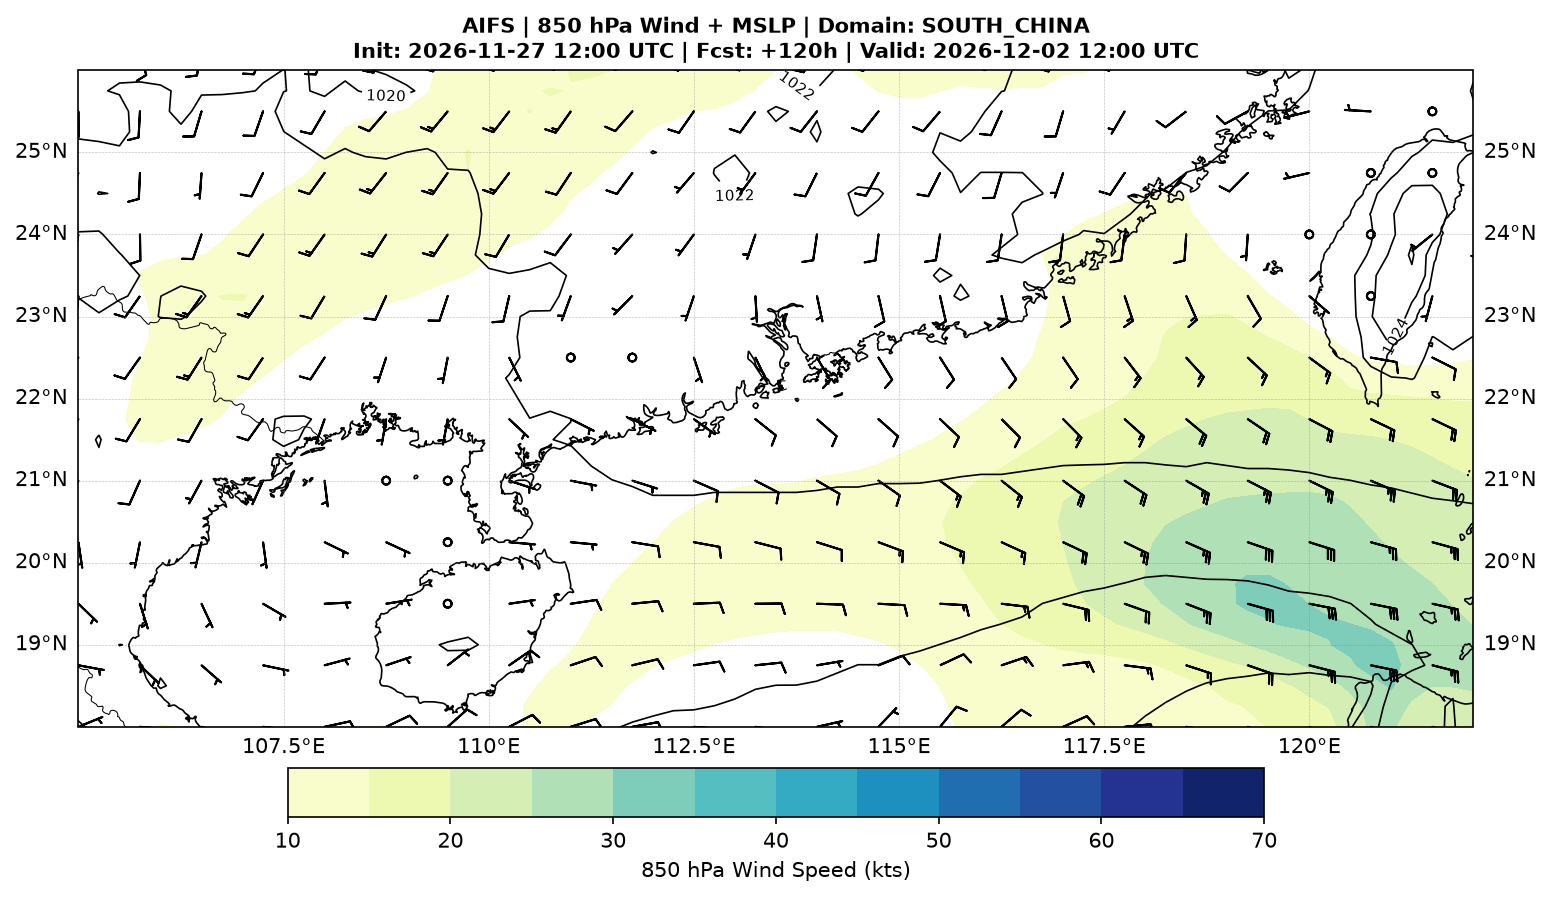 AIFS | 850 hPa Wind + MSLP | Domain: SOUTH_CHINA
Init: 2026-11-27 12:00 UTC | Fcst: +120h | Valid: 2026-12-02 12:00 UTC
1020
1022
1022
1024
25°N
25°N
24°N
24°N
23°N
23°N
22°N
22°N
21°N
21°N
20°N
20°N
19°N
19°N
107.5°E 110°E 112.5°E 115°E 117.5°E 120°E
10 20 30 40 50 60 70
850 hPa Wind Speed (kts)